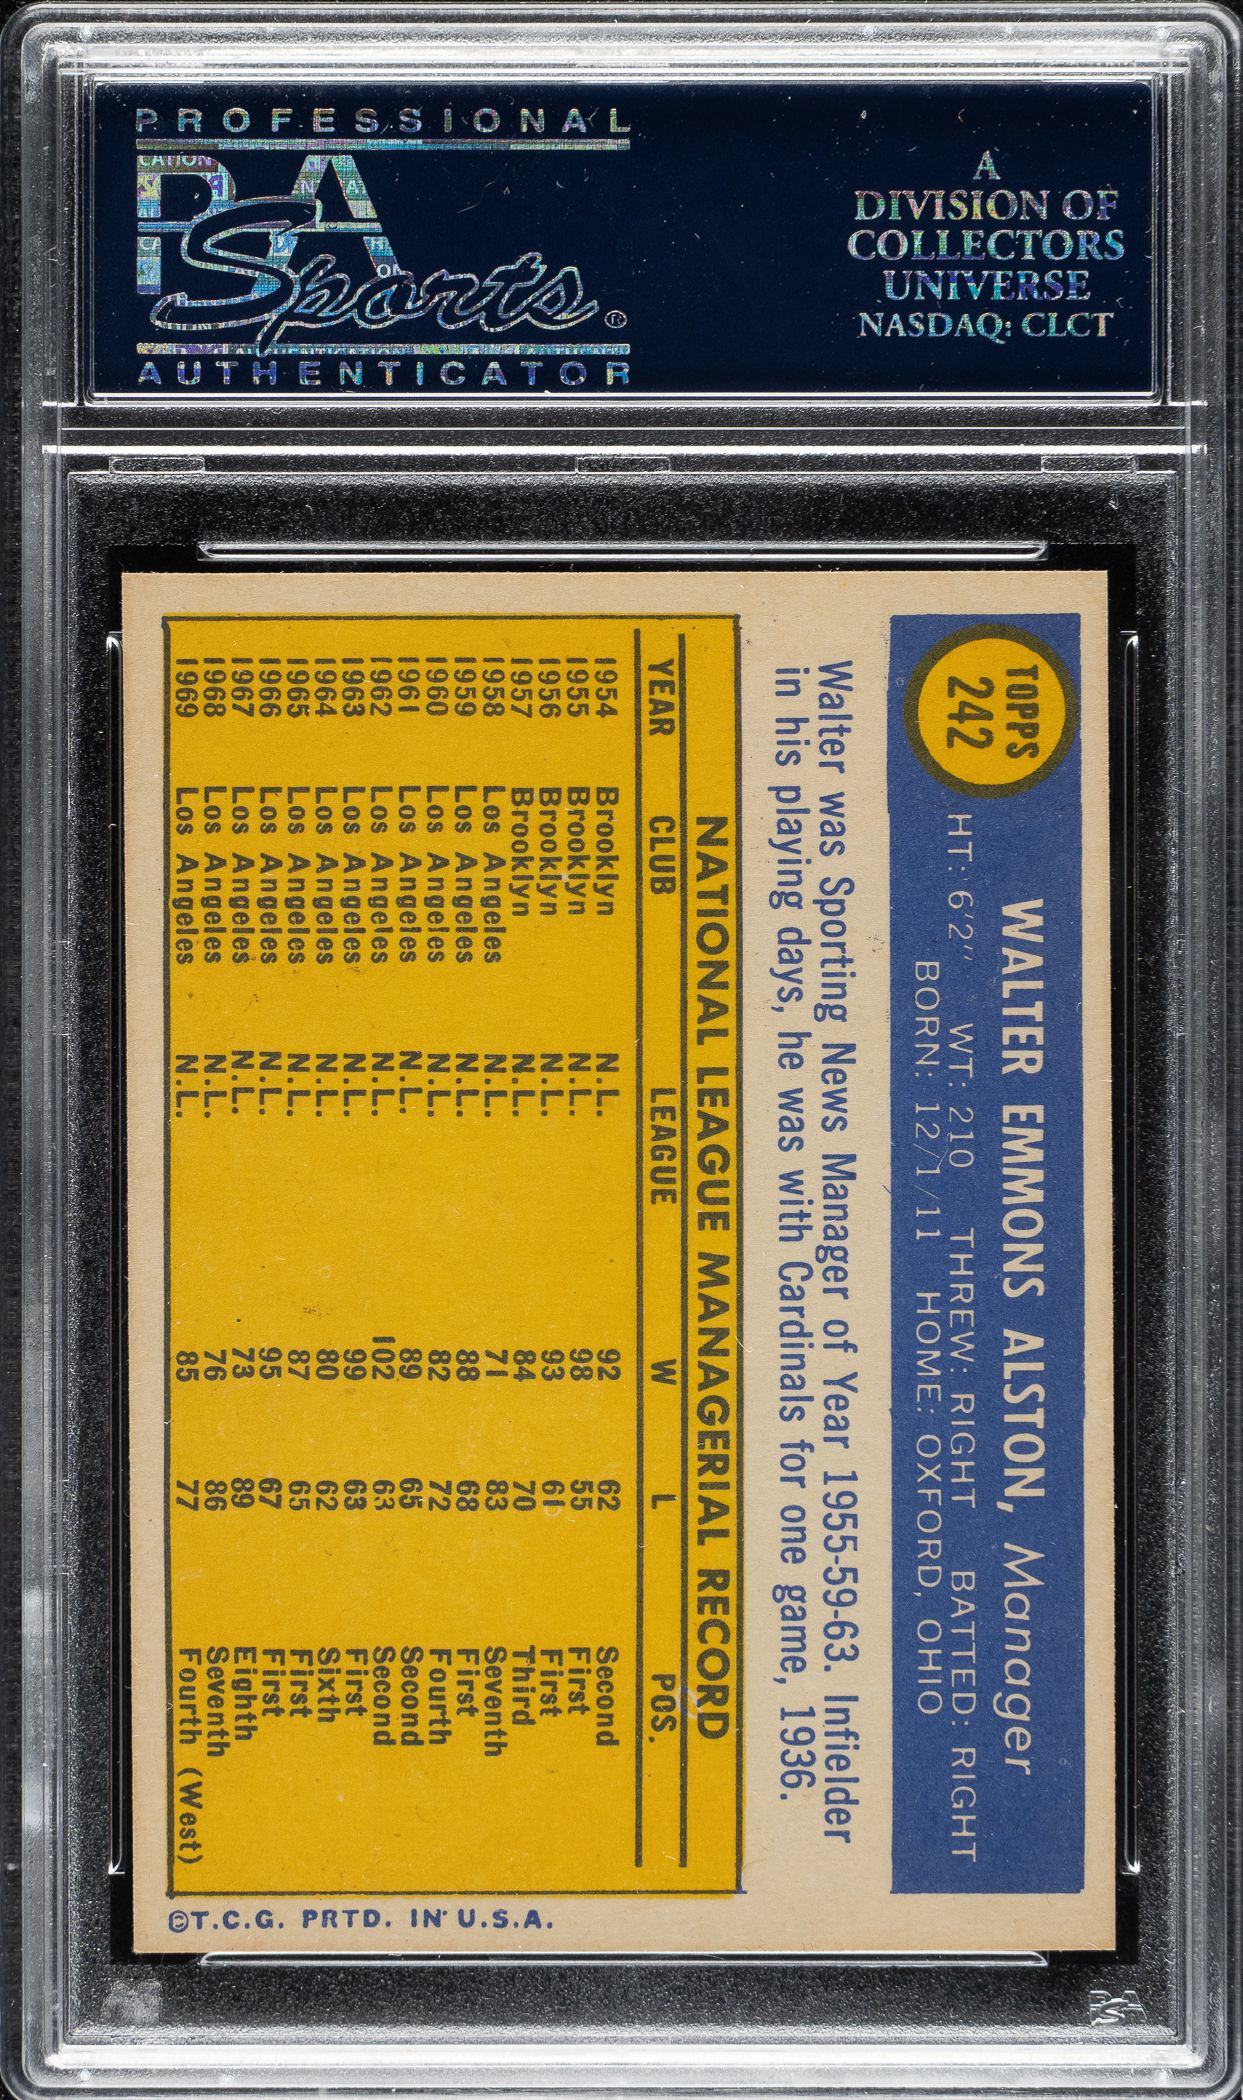 PROFESSIONAL
PSA
Sports®
AUTHENTICATOR
A
DIVISION OF
COLLECTORS
UNIVERSE
NASDAQ: CLCT
TOPPS
242
WALTER EMMONS ALSTON, Manager
HT: 6'2" WT: 210 THREW: RIGHT BATTED: RIGHT
BORN: 12/1/11 HOME: OXFORD, OHIO
Walter was Sporting News Manager of Year 1955-59-63. Infielder
in his playing days, he was with Cardinals for one game, 1936.
NATIONAL LEAGUE MANAGERIAL RECORD
YEAR CLUB LEAGUE W L POS.
1954 Brooklyn N.L. 92 62 Second
1955 Brooklyn N.L. 98 55 First
1956 Brooklyn N.L. 93 61 First
1957 Brooklyn N.L. 84 70 Third
1958 Los Angeles N.L. 71 83 Seventh
1959 Los Angeles N.L. 88 68 First
1960 Los Angeles N.L. 82 72 Fourth
1961 Los Angeles N.L. 89 65 Second
1962 Los Angeles N.L. 102 63 Second
1963 Los Angeles N.L. 99 63 First
1964 Los Angeles N.L. 80 62 Sixth
1965 Los Angeles N.L. 87 65 First
1966 Los Angeles N.L. 95 67 First
1967 Los Angeles N.L. 73 89 Eighth
1968 Los Angeles N.L. 76 86 Seventh
1969 Los Angeles N.L. 85 77 Fourth (West)
©T.C.G. PRTD. IN U.S.A.
PSA